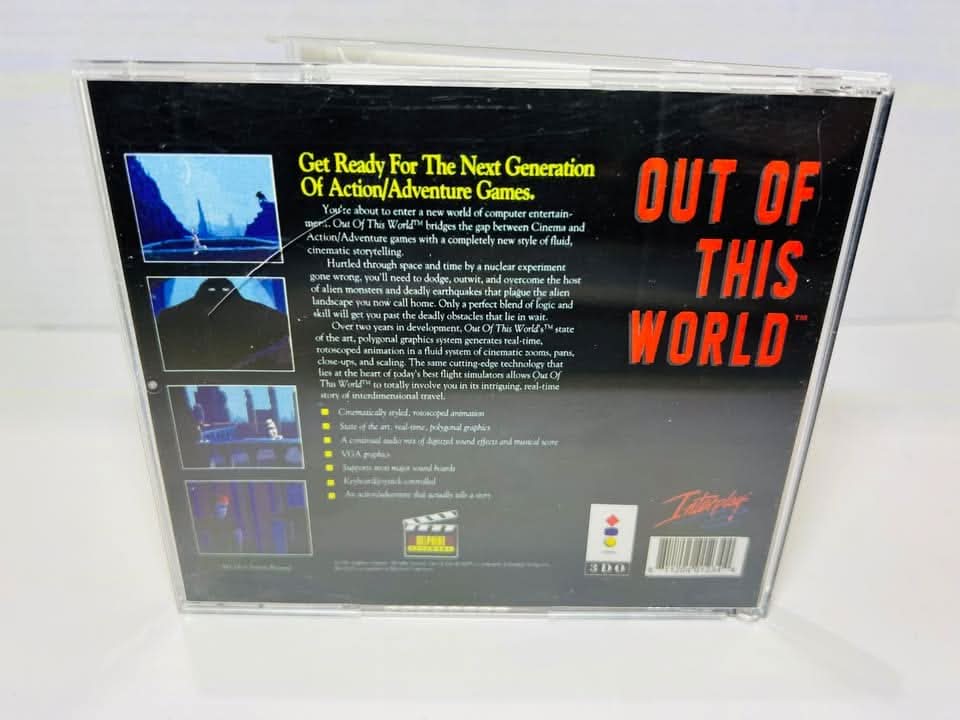 Get Ready For The Next Generation
Of Action/Adventure Games.
You're about to enter a new world of computer entertain-
ment. Out Of This World™ bridges the gap between Cinema and
Action/Adventure games with a completely new style of fluid,
cinematic storytelling.
Hurtled through space and time by a nuclear experiment
gone wrong, you'll need to dodge, outwit, and overcome the host
of alien monsters and deadly earthquakes that plague the alien
landscape you now call home. Only a perfect blend of logic and
skill will get you past the deadly obstacles that lie in wait.
Over two years in development, Out Of This World's™ state
of the art, polygonal graphics system generates real-time,
rotoscoped animation in a fluid system of cinematic zooms, pans,
close-ups, and scaling. The same cutting-edge technology that
lies at the heart of today's best flight simulators allows Out Of
This World™ to totally involve you in its intriguing, real-time
story of interdimensional travel.
Cinematically styled, rotoscoped animation
State of the art, real-time, polygonal graphics
A continual audio mix of digitized sound effects and musical score
VGA graphics
Supports most major sound boards
Keyboard/joystick controlled
An action/adventure that actually tells a story
OUT OF
THIS
WORLD™
Interplay
DELPHINE
3DO